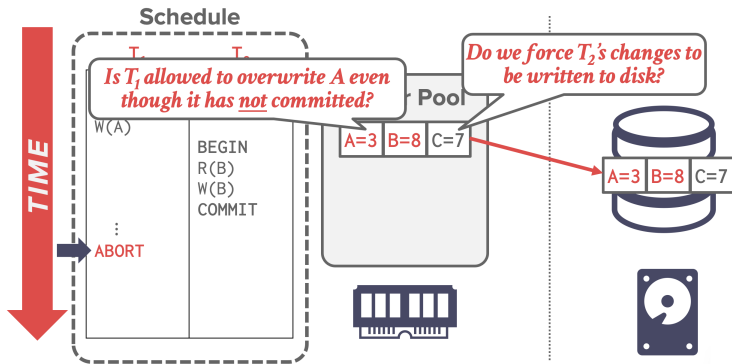 Schedule
TIME
Is T1 allowed to overwrite A even
though it has not committed?
W(A)
⋮
ABORT
BEGIN
R(B)
W(B)
COMMIT
Do we force T2's changes to
be written to disk?
Pool
A=3 B=8 C=7
A=3 B=8 C=7